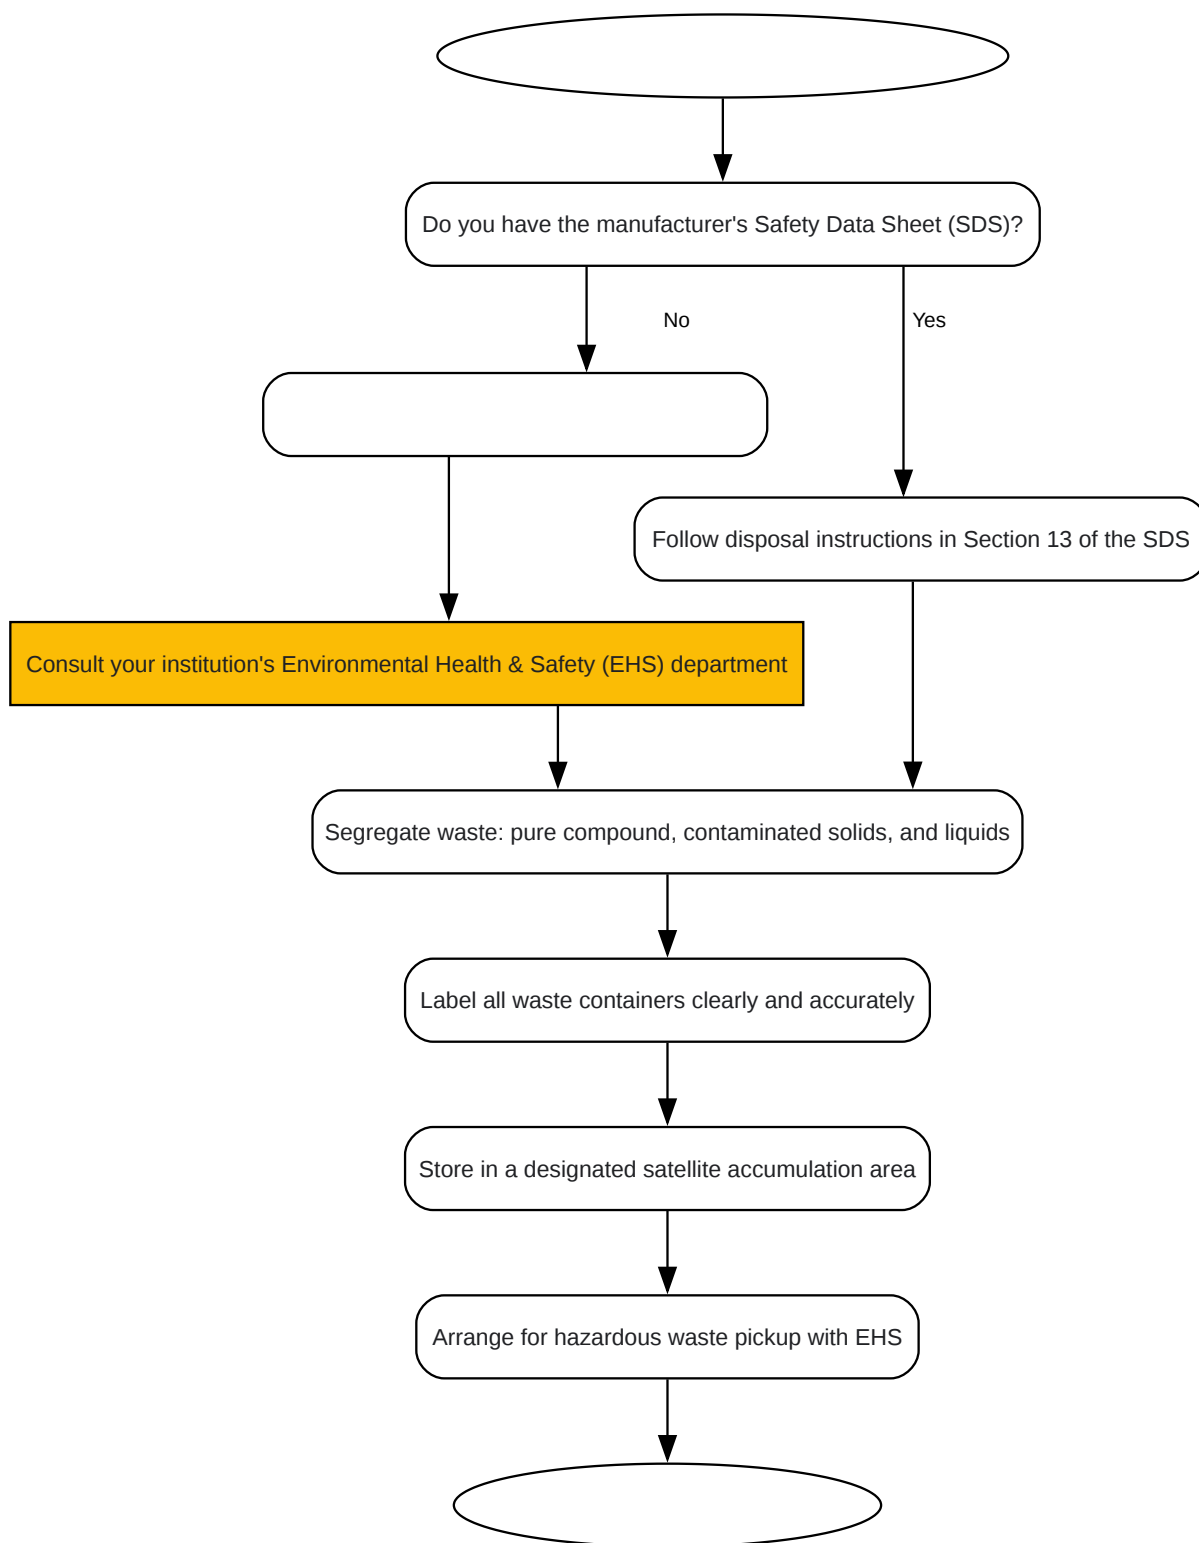 Do you have the manufacturer's Safety Data Sheet (SDS)?
No
Yes
Follow disposal instructions in Section 13 of the SDS
Consult your institution's Environmental Health & Safety (EHS) department
Segregate waste: pure compound, contaminated solids, and liquids
Label all waste containers clearly and accurately
Store in a designated satellite accumulation area
Arrange for hazardous waste pickup with EHS